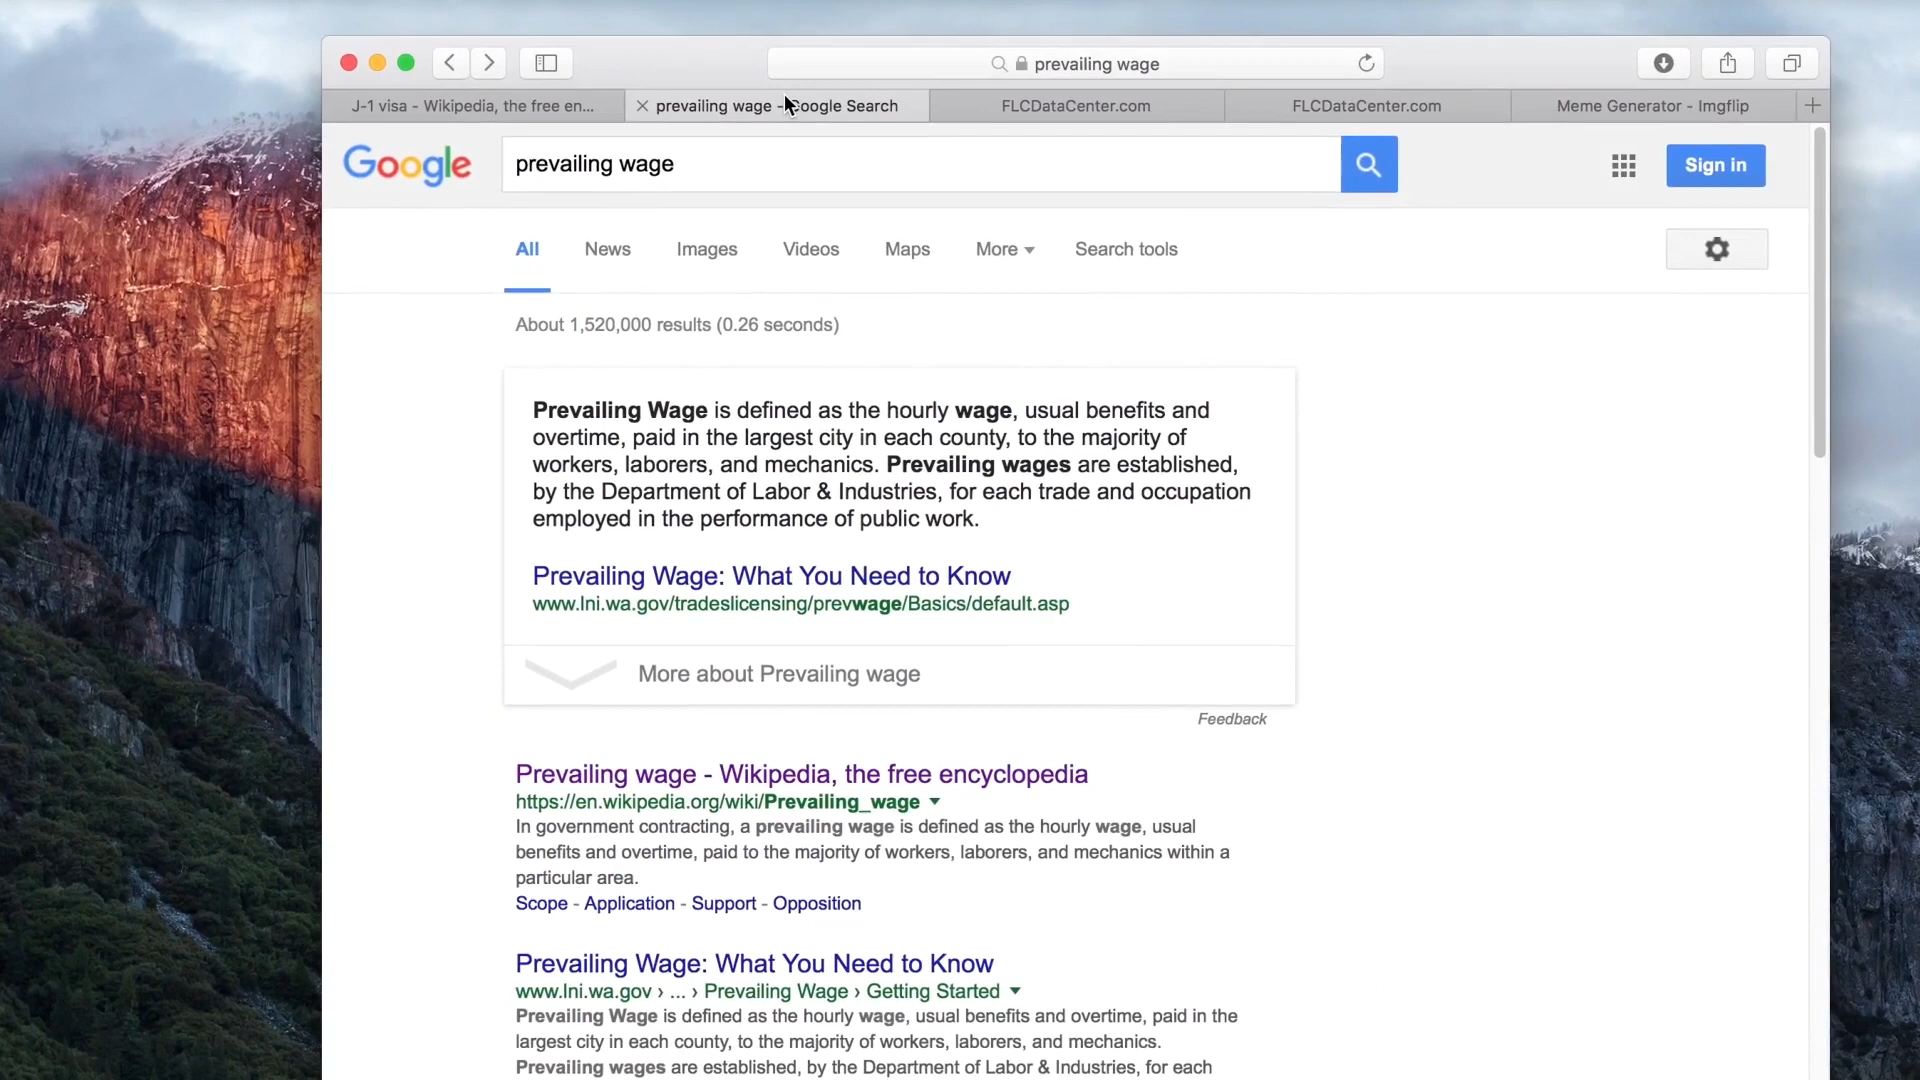 prevailing wage
J-1 visa - Wikipedia, the free en...
prevailing wage - Google Search
FLCDataCenter.com
FLCDataCenter.com
Meme Generator - Imgflip
Google
prevailing wage
Sign in
All
News
Images
Videos
Maps
More
Search tools
About 1,520,000 results (0.26 seconds)
Prevailing Wage is defined as the hourly wage, usual benefits and
overtime, paid in the largest city in each county, to the majority of
workers, laborers, and mechanics. Prevailing wages are established,
by the Department of Labor & Industries, for each trade and occupation
employed in the performance of public work.
Prevailing Wage: What You Need to Know
www.lni.wa.gov/tradeslicensing/prevwage/Basics/default.asp
More about Prevailing wage
Feedback
Prevailing wage - Wikipedia, the free encyclopedia
https://en.wikipedia.org/wiki/Prevailing_wage
In government contracting, a prevailing wage is defined as the hourly wage, usual
benefits and overtime, paid to the majority of workers, laborers, and mechanics within a
particular area.
Scope - Application - Support - Opposition
Prevailing Wage: What You Need to Know
www.lni.wa.gov › ... › Prevailing Wage › Getting Started
Prevailing Wage is defined as the hourly wage, usual benefits and overtime, paid in the
largest city in each county, to the majority of workers, laborers, and mechanics.
Prevailing wages are established, by the Department of Labor & Industries, for each